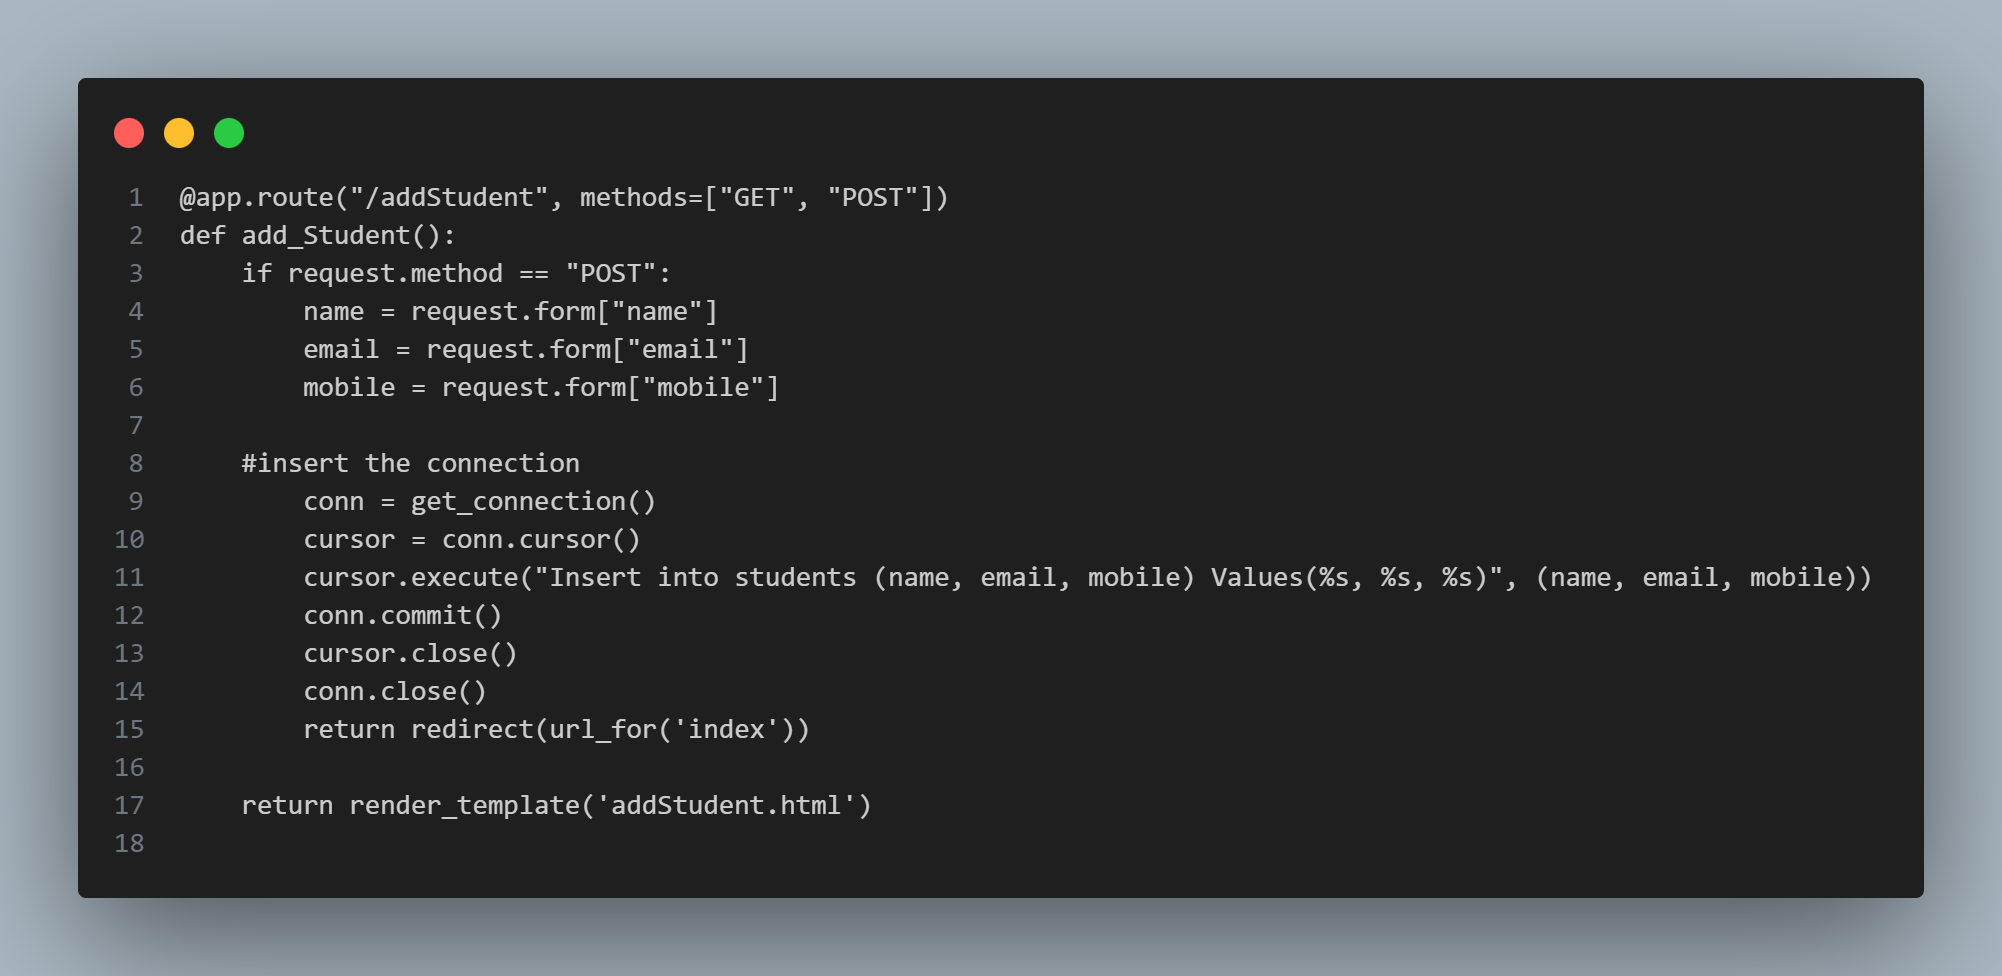 1 @app.route("/addStudent", methods=["GET", "POST"])
2 def add_Student():
3     if request.method == "POST":
4         name = request.form["name"]
5         email = request.form["email"]
6         mobile = request.form["mobile"]
7
8     #insert the connection
9         conn = get_connection()
10         cursor = conn.cursor()
11         cursor.execute("Insert into students (name, email, mobile) Values(%s, %s, %s)", (name, email, mobile))
12         conn.commit()
13         cursor.close()
14         conn.close()
15         return redirect(url_for('index'))
16
17     return render_template('addStudent.html')
18